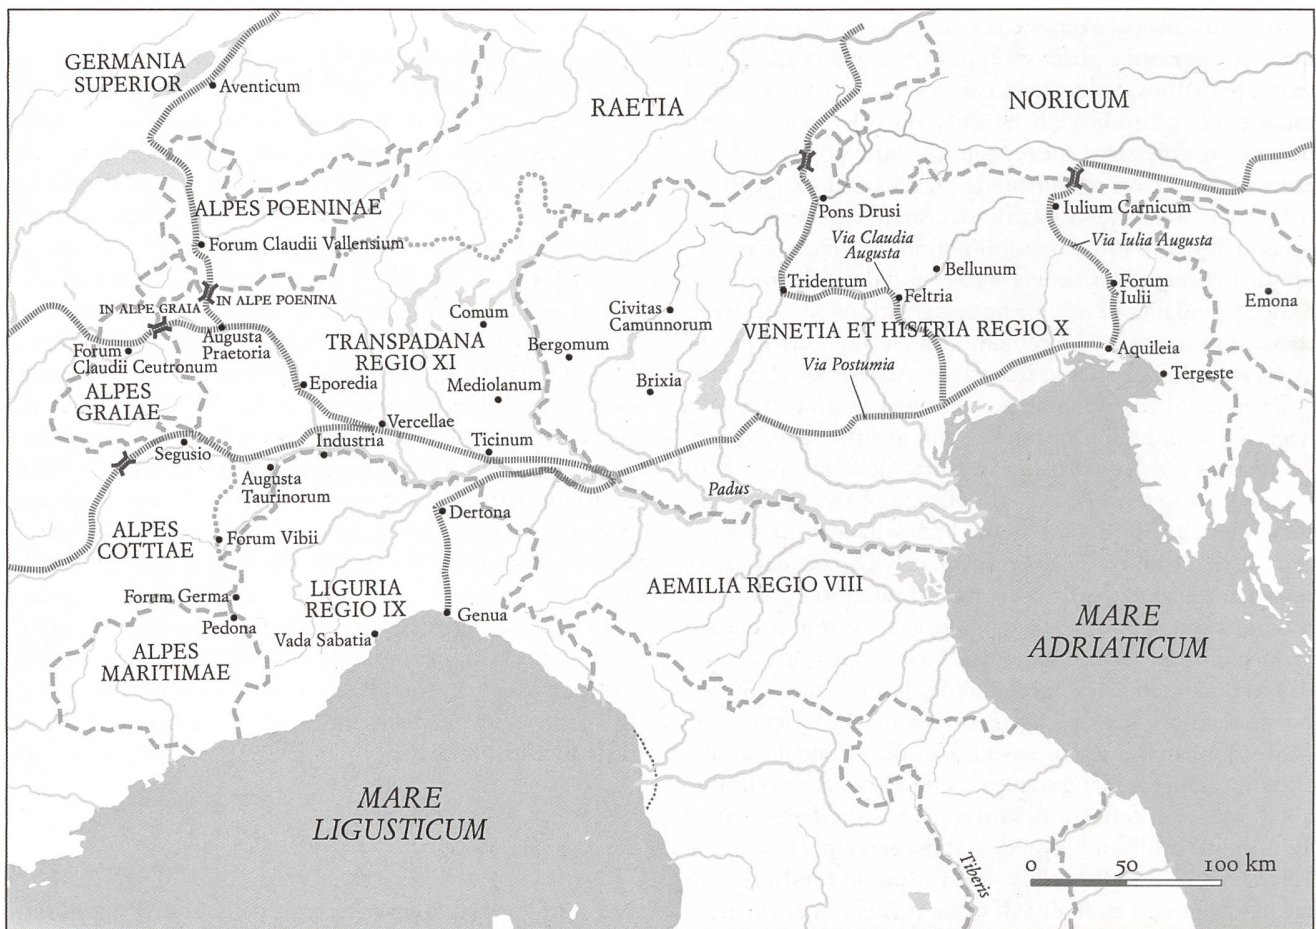 GERMANIA
SUPERIOR
Aventicum
RAETIA
NORICUM
ALPES POENINAE
Forum Claudii Vallensium
Pons Drusi
Iulium Carnicum
Via Claudia
Augusta
Via Iulia Augusta
Bellunum
Tridentum
Feltria
Forum
Iulii
Emona
IN ALPE GRAIA
IN ALPE POENINA
Comum
Civitas
Camunnorum
Augusta
Praetoria
TRANSPADANA
REGIO XI
Bergomum
VENETIA ET HISTRIA REGIO X
Forum
Claudii Ceutronum
Aquileia
Via Postumia
Tergeste
ALPES
GRAIAE
Eporedia
Mediolanum
Brixia
Vercellae
Segusio
Industria
Ticinum
Augusta
Taurinorum
Padus
Dertona
ALPES
COTTIAE
Forum Vibii
LIGURIA
REGIO IX
AEMILIA REGIO VIII
Forum Germa
Pedona
Genua
Vada Sabatia
MARE
ADRIATICUM
ALPES
MARITIMAE
MARE
LIGUSTICUM
Tiberis
0 50 100 km